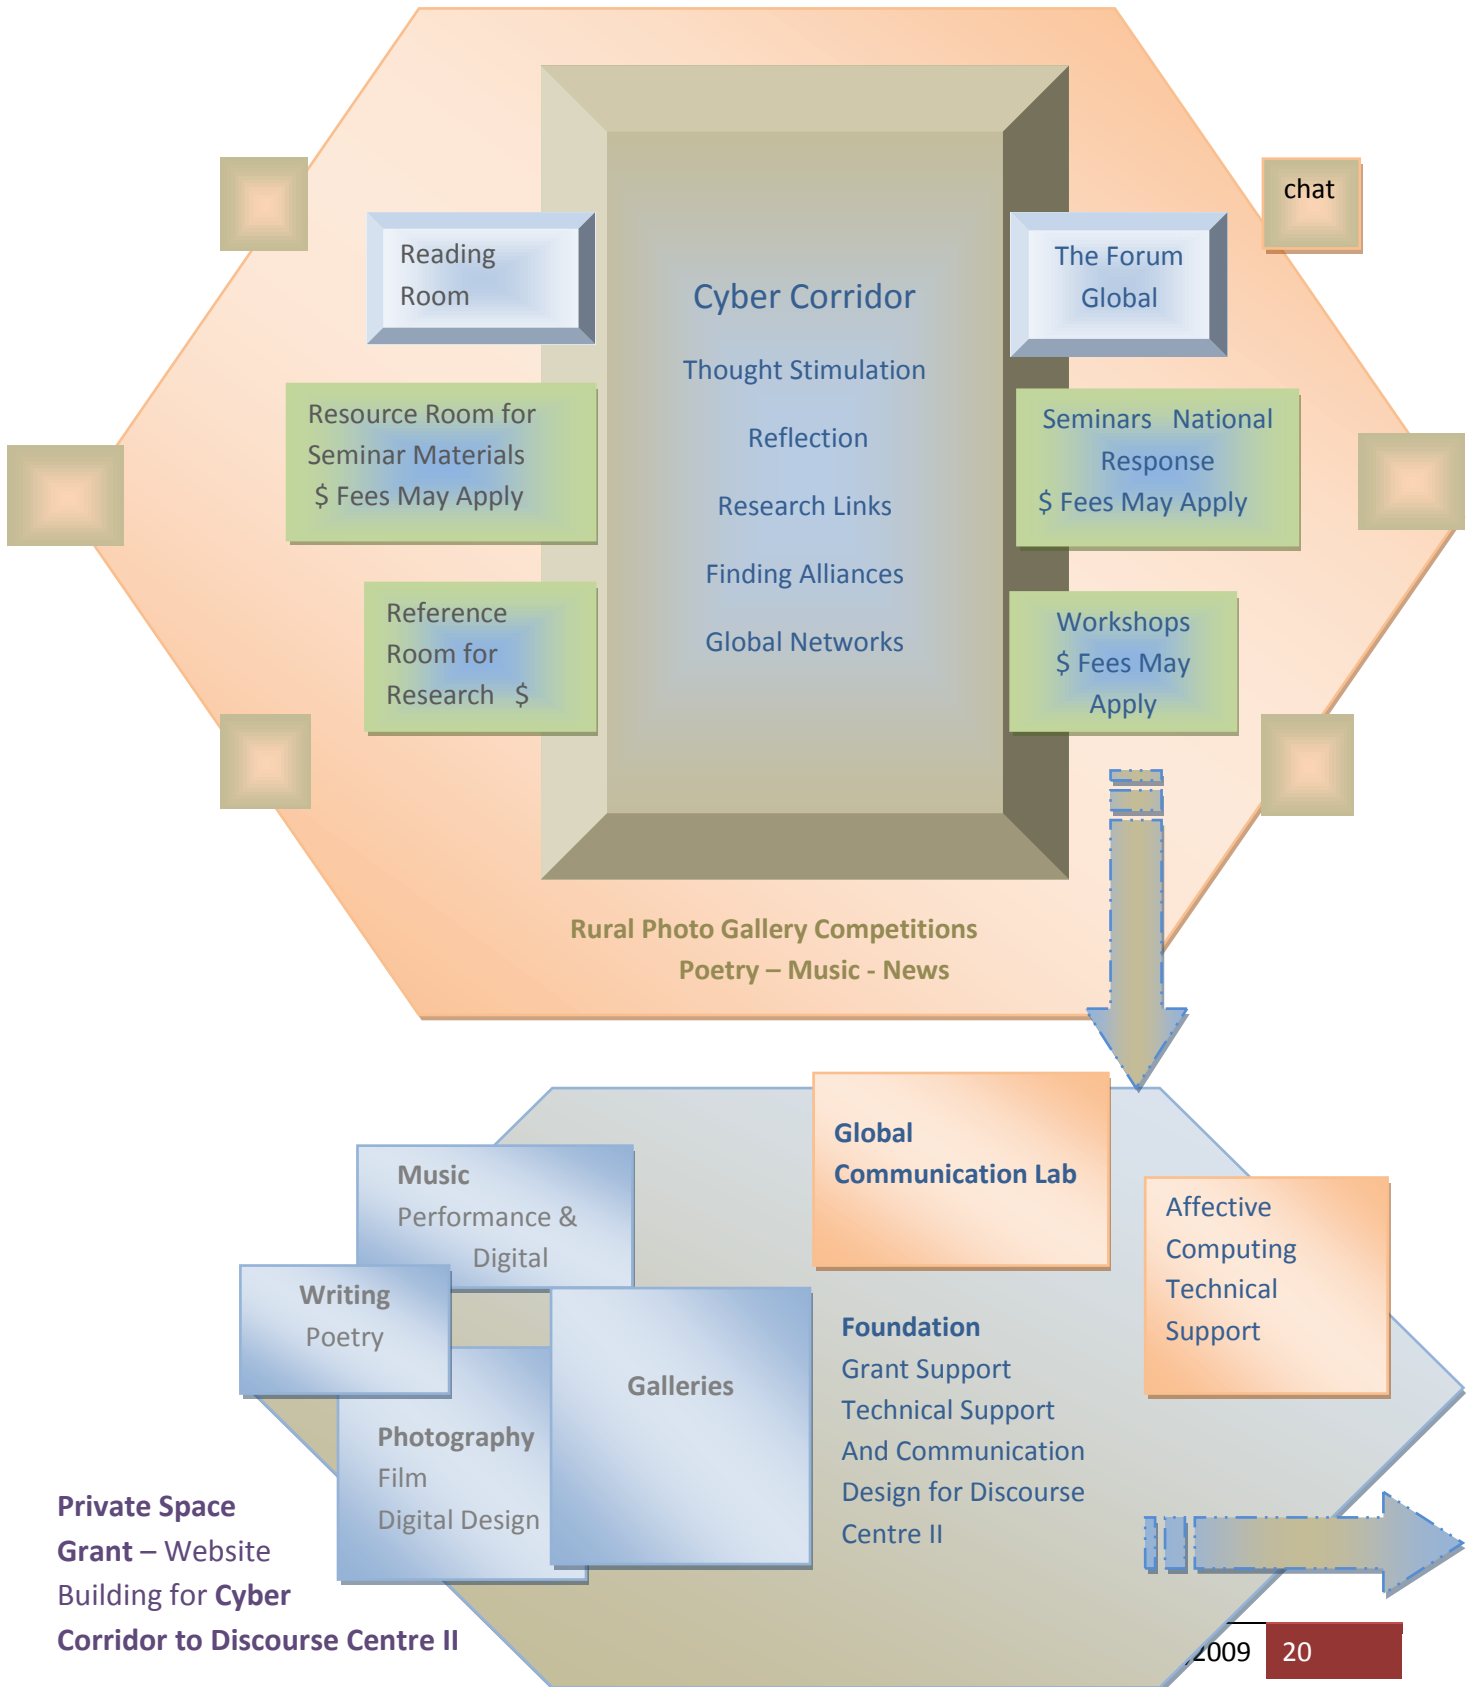 chat
Reading
Room
The Forum
Global
Cyber Corridor
Thought Stimulation
Reflection
Research Links
Finding Alliances
Global Networks
Resource Room for
Seminar Materials
$ Fees May Apply
Seminars National
Response
$ Fees May Apply
Reference
Room for
Research $
Workshops
$ Fees May
Apply
Rural Photo Gallery Competitions
Poetry – Music - News
Global
Communication Lab
Music
Performance &
Digital
Affective
Computing
Technical
Support
Writing
Poetry
Galleries
Foundation
Grant Support
Technical Support
And Communication
Design for Discourse
Centre II
Photography
Film
Digital Design
Private Space
Grant – Website
Building for Cyber
Corridor to Discourse Centre II
2009 20